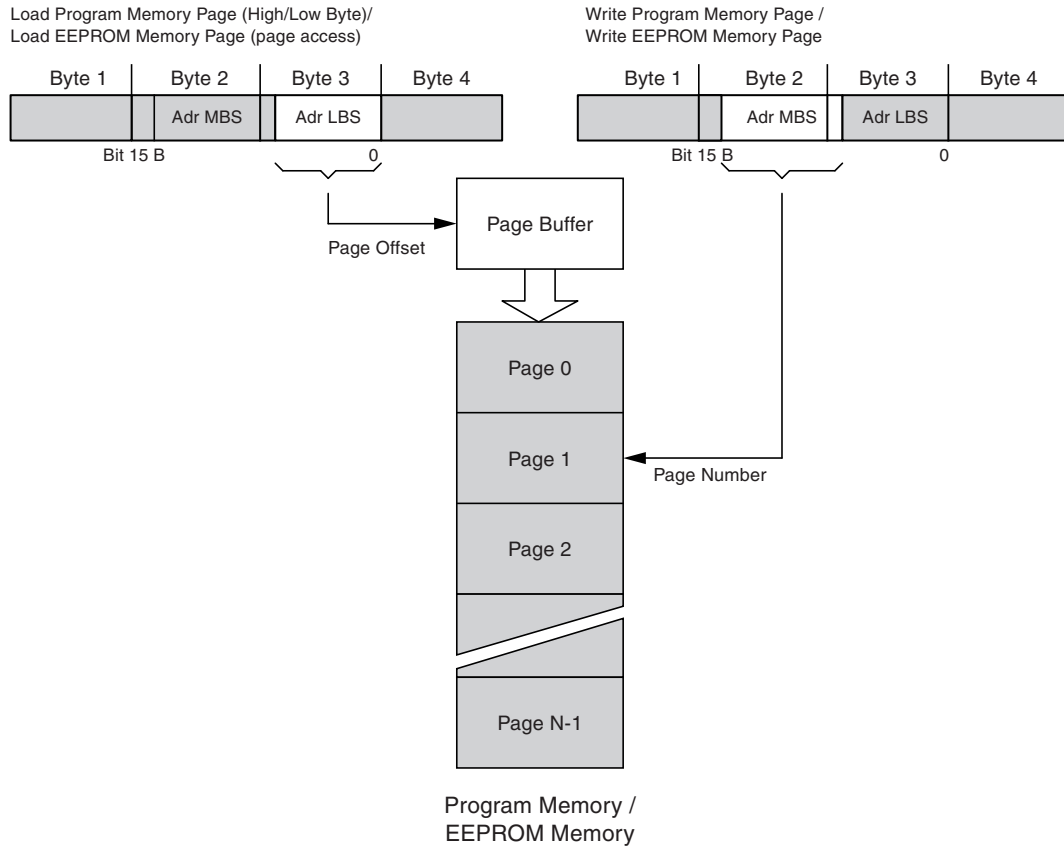 Load Program Memory Page (High/Low Byte)/
Load EEPROM Memory Page (page access)
Byte 1 Byte 2 Byte 3 Byte 4
Adr MBS Adr LBS
Bit 15 B 0
Page Offset
Write Program Memory Page /
Write EEPROM Memory Page
Byte 1 Byte 2 Byte 3 Byte 4
Adr MBS Adr LBS
Bit 15 B 0
Page Buffer
Page 0
Page 1
Page Number
Page 2
Page N-1
Program Memory /
EEPROM Memory